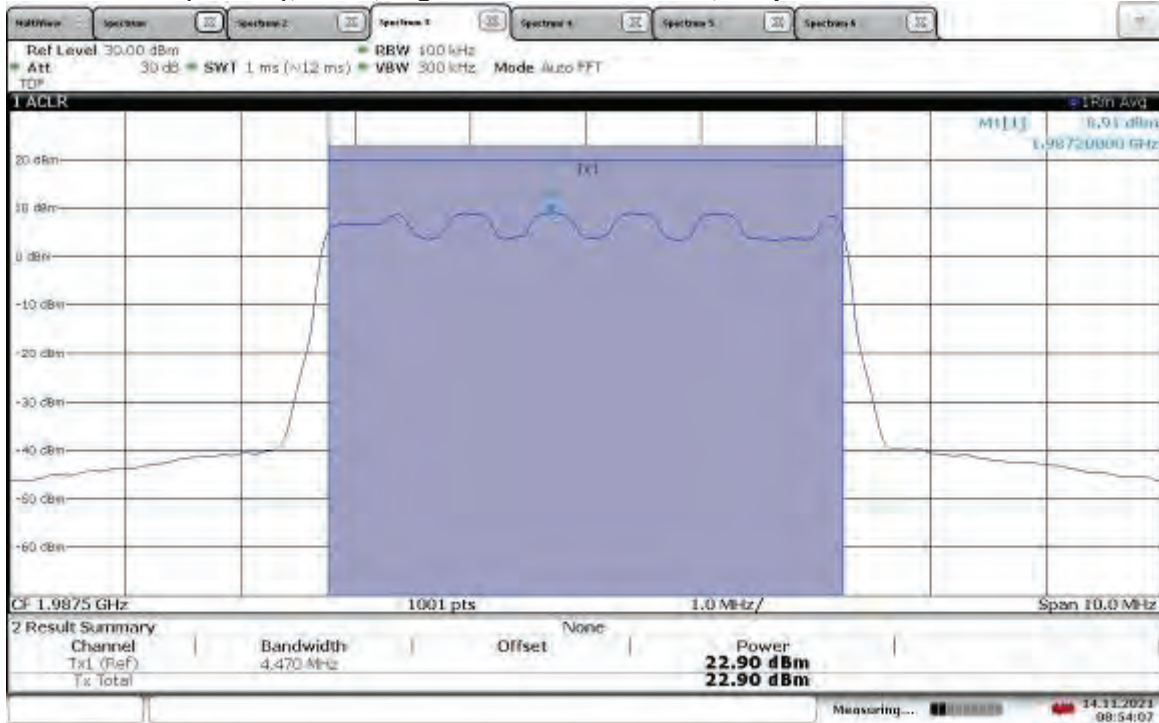 MultiView Spectrum Spectrum 2 Spectrum 3 Spectrum 4 Spectrum 5 Spectrum 6
Ref Level 30.00 dBm RBW 100 kHz
Att 30 dB SWT 1 ms (~12 ms) VBW 300 kHz Mode Auto FFT
TDF
1 ACLR 1Rm Avg
M1[1] 8.91 dBm
1.98720000 GHz
20 dBm
Tx1
10 dBm
0 dBm
-10 dBm
-20 dBm
-30 dBm
-40 dBm
-50 dBm
-60 dBm
CF 1.9875 GHz 1001 pts 1.0 MHz/ Span 10.0 MHz
2 Result Summary None
Channel Bandwidth Offset Power
Tx1 (Ref) 4.470 MHz 22.90 dBm
Tx Total 22.90 dBm
Measuring... 14.11.2021
08:54:07